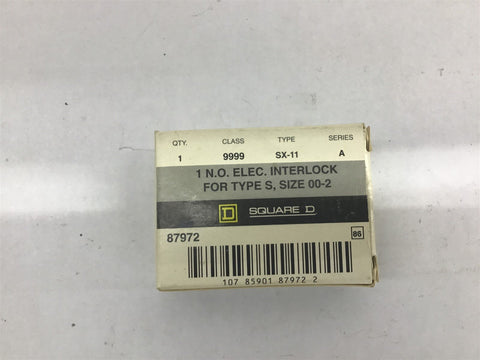 QTY. CLASS TYPE SERIES
1 9999 SX-11 A
1 N.O. ELEC. INTERLOCK
FOR TYPE S, SIZE 00-2
D SQUARE D
87972 86
107 85901 87972 2